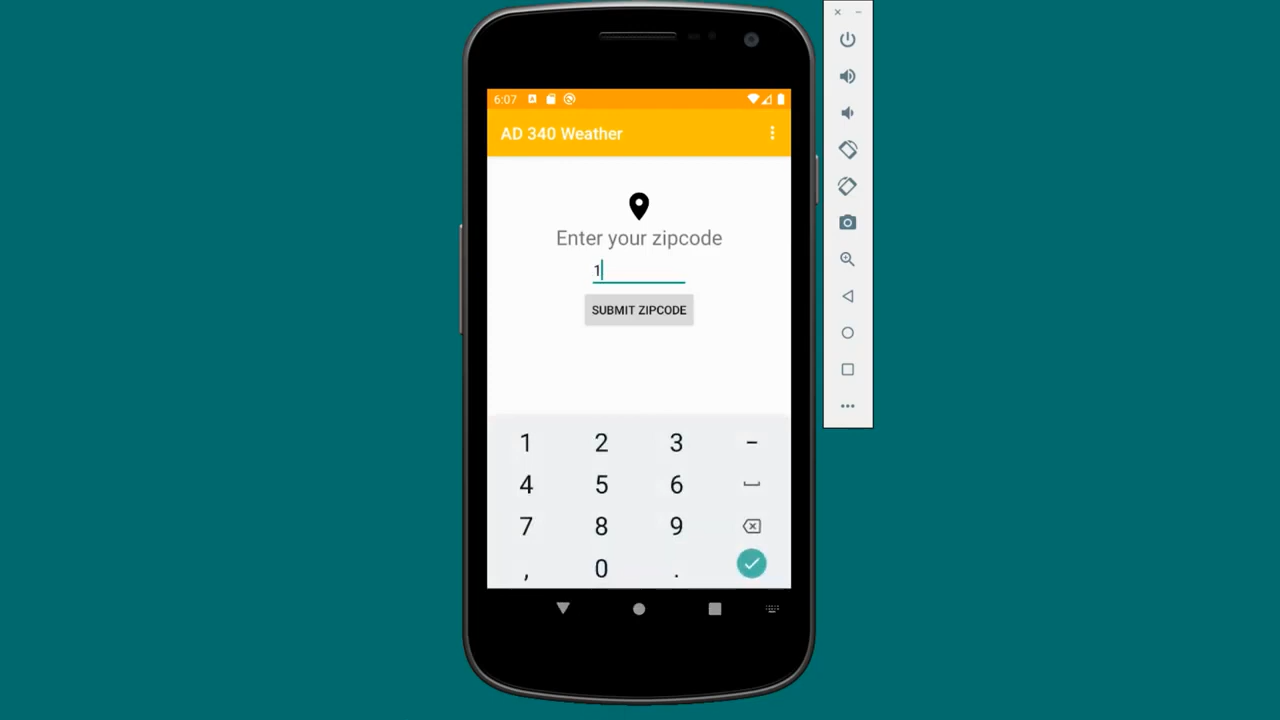 6:07
AD 340 Weather
Enter your zipcode
1
SUBMIT ZIPCODE
1 2 3 -
4 5 6
7 8 9
, 0 .